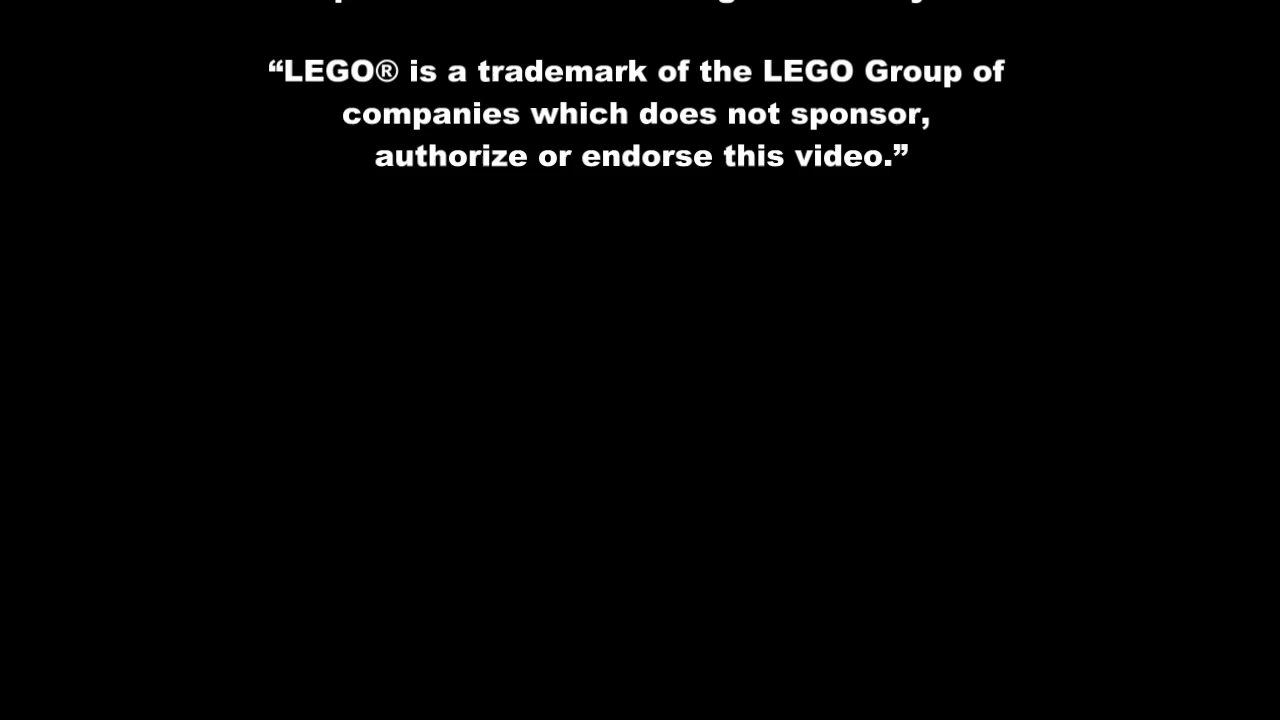 “LEGO® is a trademark of the LEGO Group of
companies which does not sponsor,
authorize or endorse this video.”